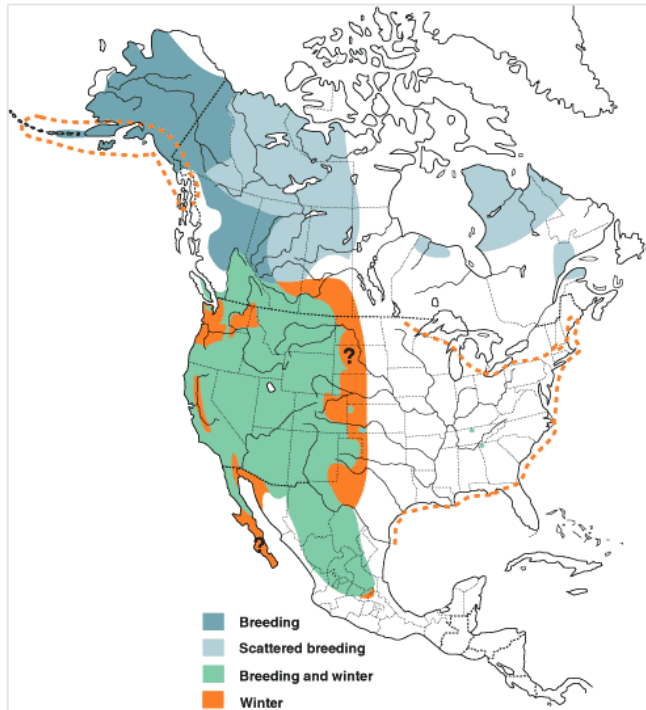 ?
?
Breeding
Scattered breeding
Breeding and winter
Winter